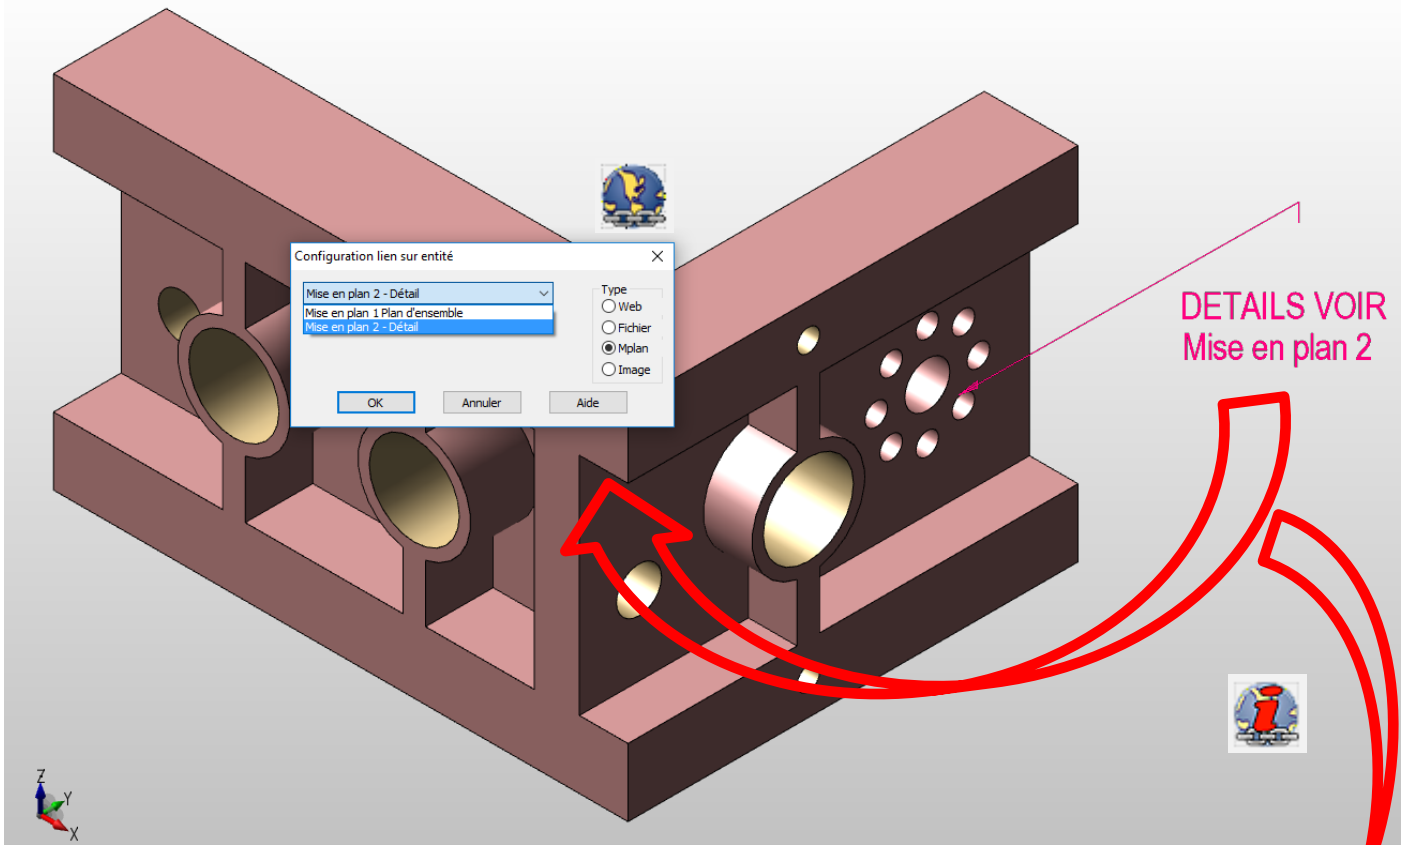 Configuration lien sur entité
Mise en plan 2 - Détail
Mise en plan 1 Plan d'ensemble
Mise en plan 2 - Détail
Type
Web
Fichier
Mplan
Image
OK
Annuler
Aide
DETAILS VOIR
Mise en plan 2
i
Z
Y
X